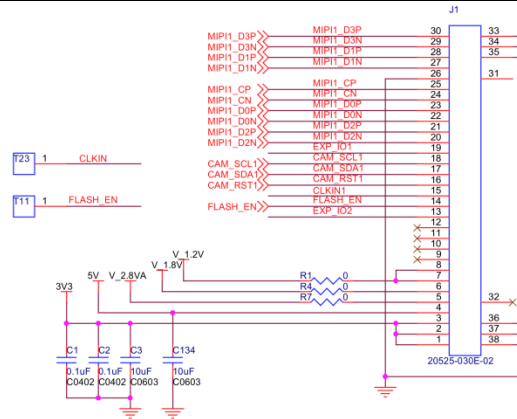 J1
MIPI1_D3P MIPI1_D3P 30 33
MIPI1_D3N MIPI1_D3N 29 34
MIPI1_D1P MIPI1_D1P 28 35
MIPI1_D1N MIPI1_D1N 27
26 31
MIPI1_CP MIPI1_CP 25
MIPI1_CN MIPI1_CN 24
MIPI1_D0P MIPI1_D0P 23
MIPI1_D0N MIPI1_D0N 22
MIPI1_D2P MIPI1_D2P 21
MIPI1_D2N MIPI1_D2N 20
EXP_IO1 19
T23 1 CLKIN CAM_SCL1 CAM_SCL1 18
CAM_SDA1 CAM_SDA1 17
CAM_RST1 CAM_RST1 16
CLKIN1 15
T11 1 FLASH_EN FLASH_EN FLASH_EN 14
EXP_IO2 13
12
11
10
9
V_1.2V 8
V_1.8V R1 0 7
5V V_2.8VA R4 0 6
3V3 R7 0 5 32
4
3 36
2 37
1 38
C1 C2 C3 C134
0.1uF 0.1uF 10uF 10uF
C0402 C0402 C0603 C0603
20525-030E-02